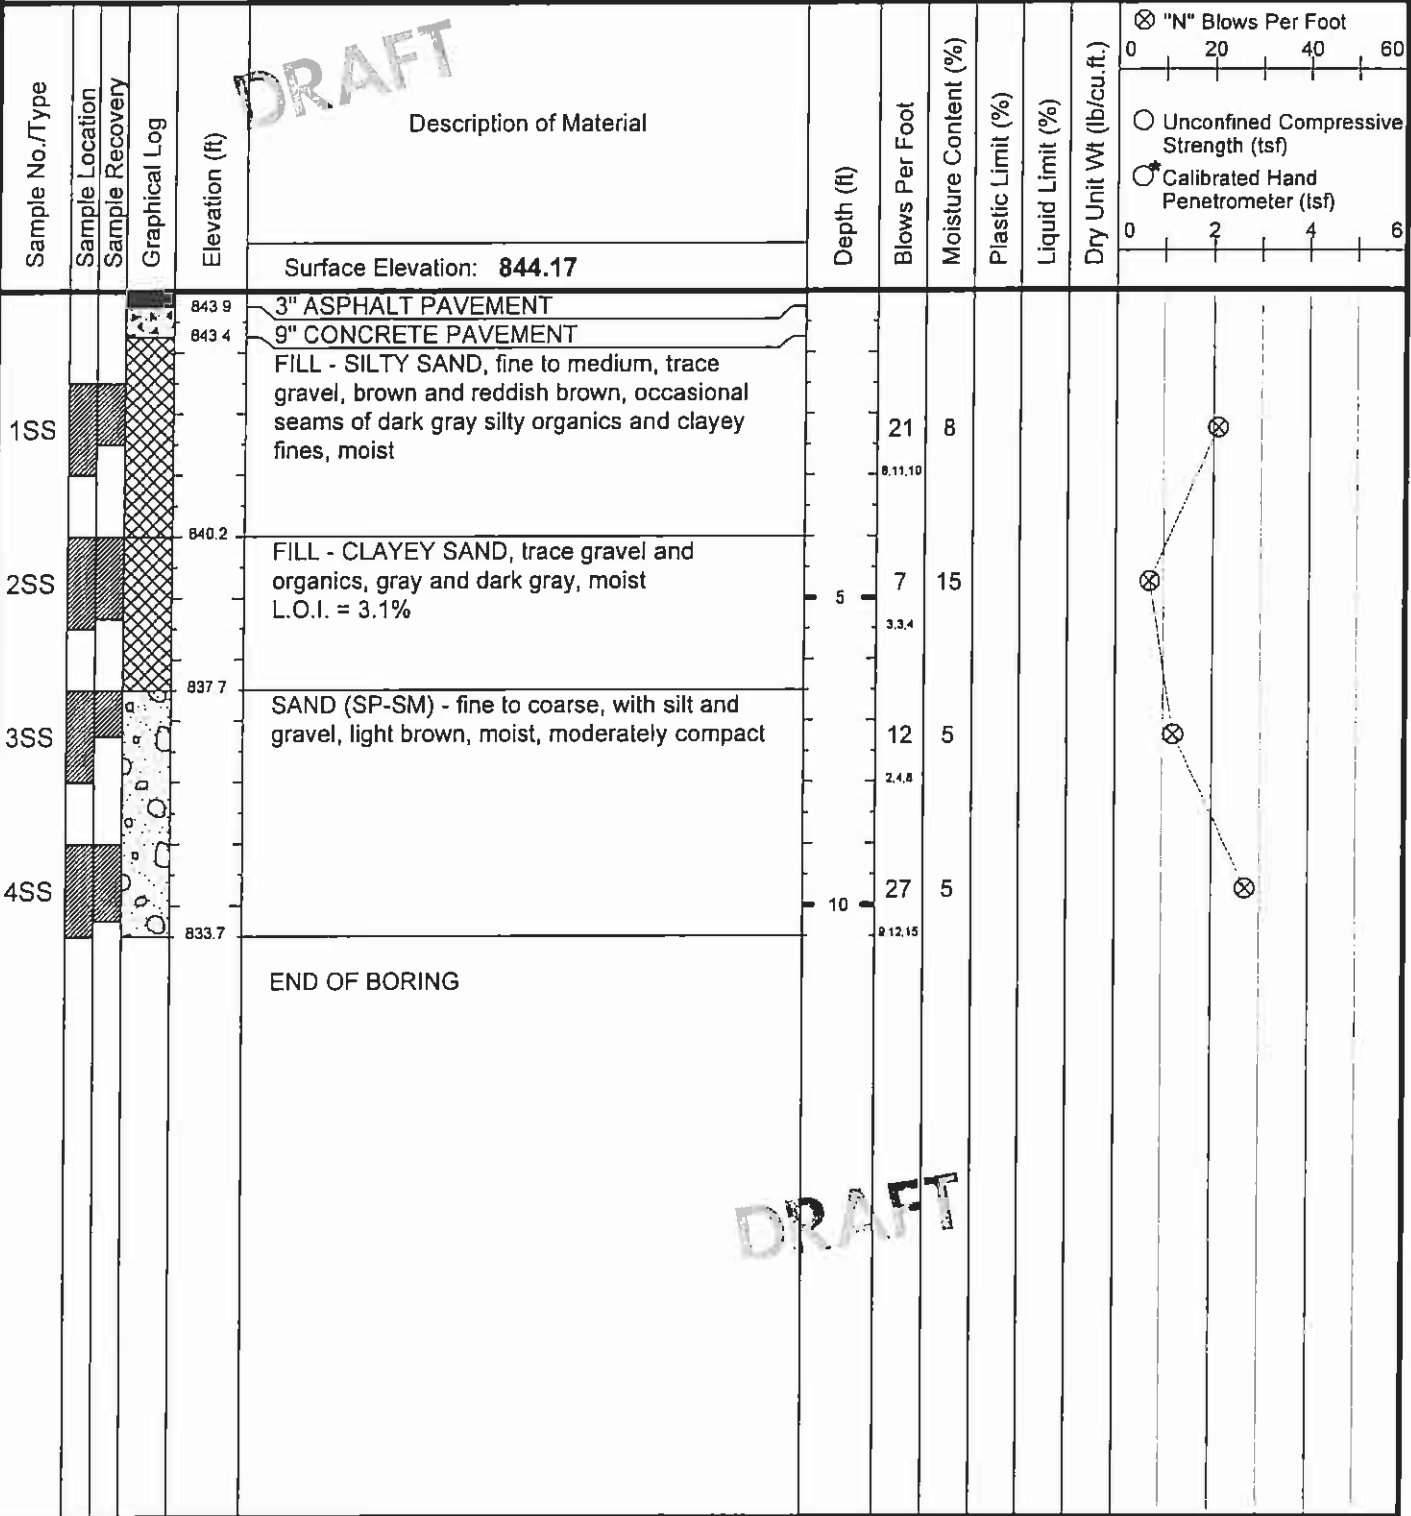 DRAFT
Sample No./Type
Sample Location
Sample Recovery
Graphical Log
Elevation (ft)
Description of Material
Surface Elevation: 844.17
Depth (ft)
Blows Per Foot
Moisture Content (%)
Plastic Limit (%)
Liquid Limit (%)
Dry Unit Wt (lb/cu.ft.)
⊗ "N" Blows Per Foot
0 20 40 60
○ Unconfined Compressive
Strength (tsf)
○* Calibrated Hand
Penetrometer (tsf)
0 2 4 6
843.9 3" ASPHALT PAVEMENT
843.4 9" CONCRETE PAVEMENT
FILL - SILTY SAND, fine to medium, trace
gravel, brown and reddish brown, occasional
seams of dark gray silty organics and clayey
fines, moist
1SS 21 8
8,11,10
840.2
FILL - CLAYEY SAND, trace gravel and
organics, gray and dark gray, moist
L.O.I. = 3.1%
2SS 7 15
5
3,3,4
837.7
SAND (SP-SM) - fine to coarse, with silt and
gravel, light brown, moist, moderately compact
3SS 12 5
2,4,8
4SS 27 5
10
9,12,15
833.7
END OF BORING
DRAFT